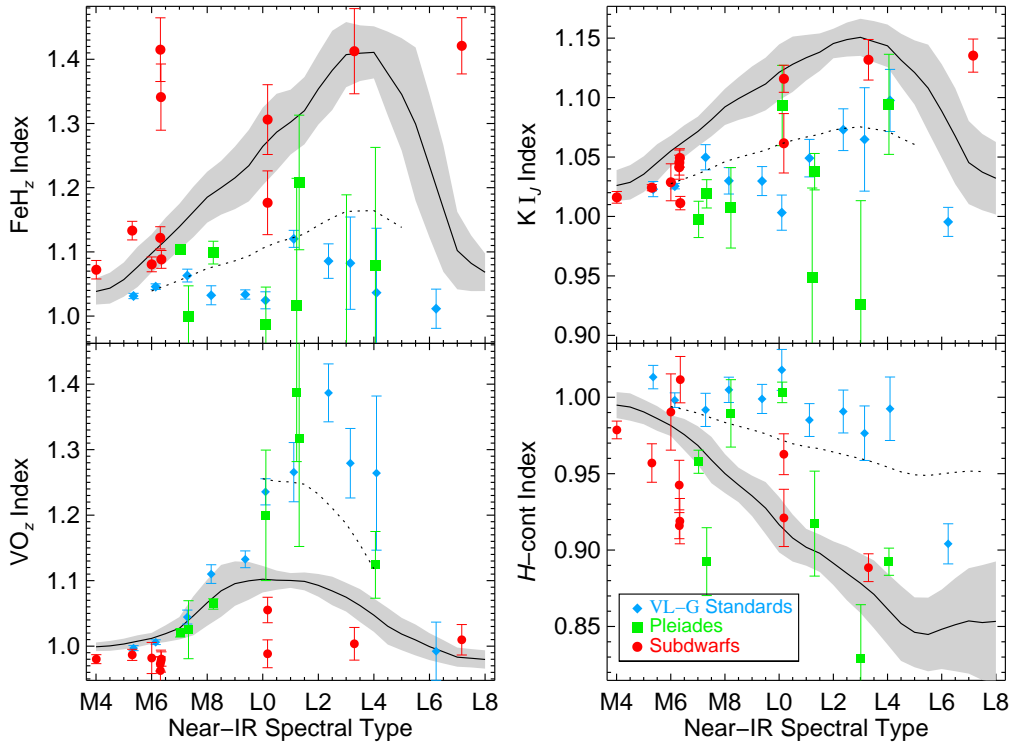 1.4
1.3
1.2
1.1
1.0
FeH_z Index
1.15
1.10
1.05
1.00
0.95
0.90
K I_J Index
1.4
1.3
1.2
1.1
1.0
VO_z Index
M4 M6 M8 L0 L2 L4 L6 L8
Near−IR Spectral Type
1.00
0.95
0.90
0.85
H−cont Index
VL−G Standards
Pleiades
Subdwarfs
M4 M6 M8 L0 L2 L4 L6 L8
Near−IR Spectral Type